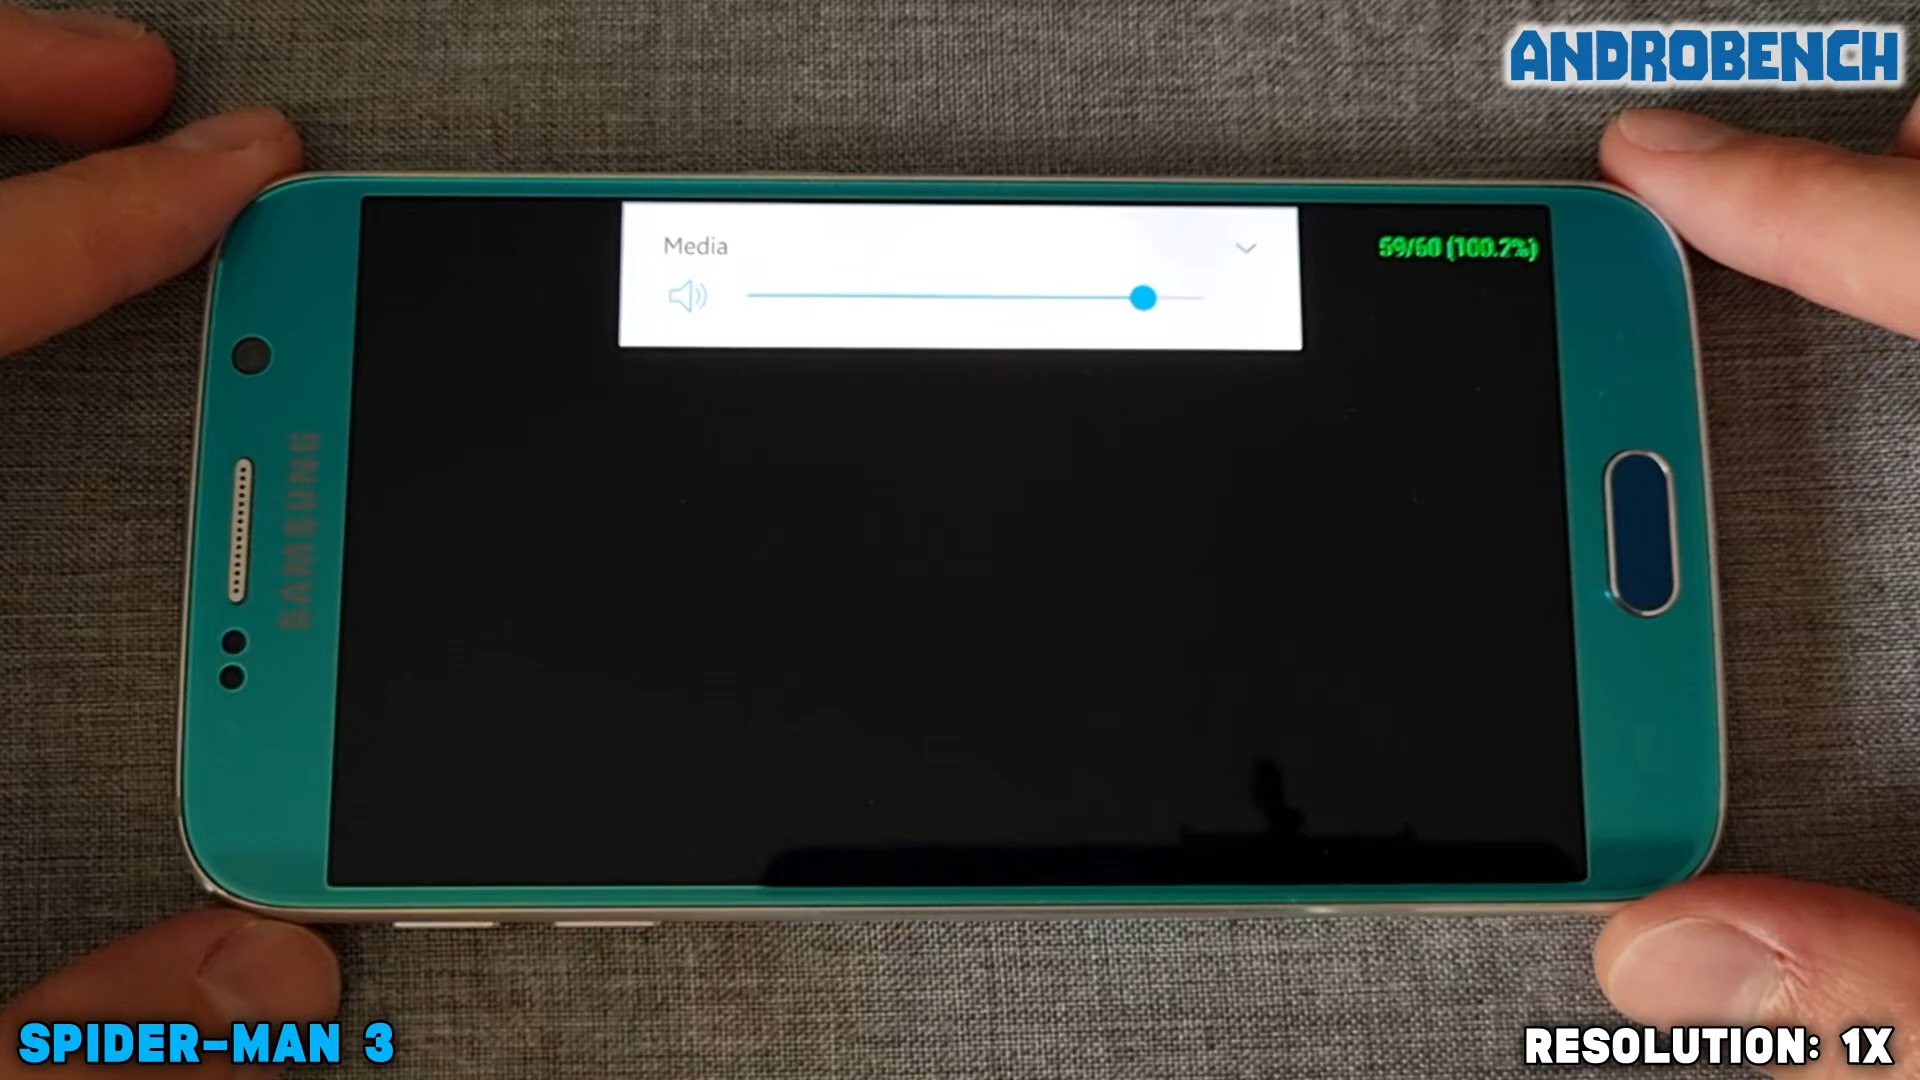 ANDROBENCH
Media
59/60 (100.2%)
SAMSUNG
SPIDER-MAN 3
RESOLUTION: 1X